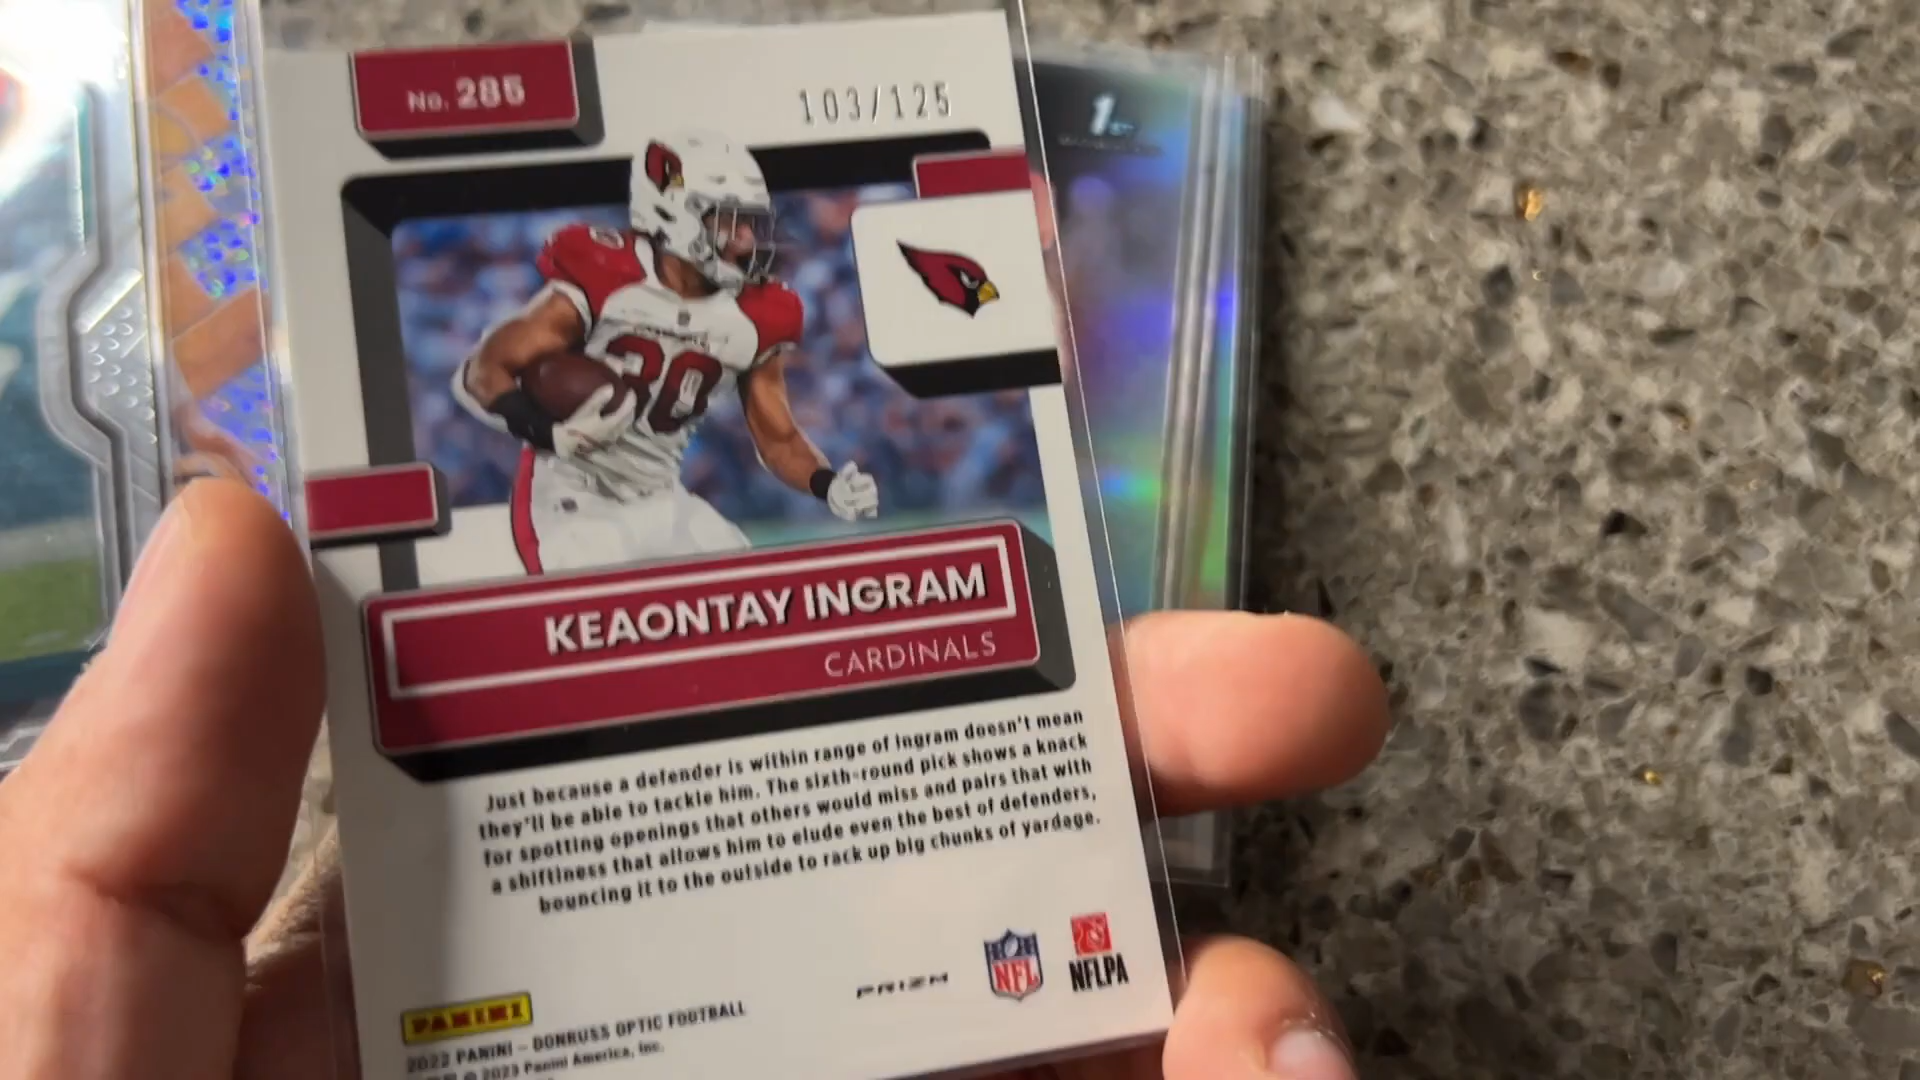 No. 285
103/125
1ST
30
KEAONTAY INGRAM
CARDINALS
Just because a defender is within range of Ingram doesn't mean
they'll be able to tackle him. The sixth-round pick shows a knack
for spotting openings that others would miss and pairs that with
a shiftiness that allows him to elude even the best of defenders,
bouncing it to the outside to rack up big chunks of yardage.
PRIZM
NFL
NFLPA
PANINI
2022 PANINI – DONRUSS OPTIC FOOTBALL
© 2023 Panini America, Inc.